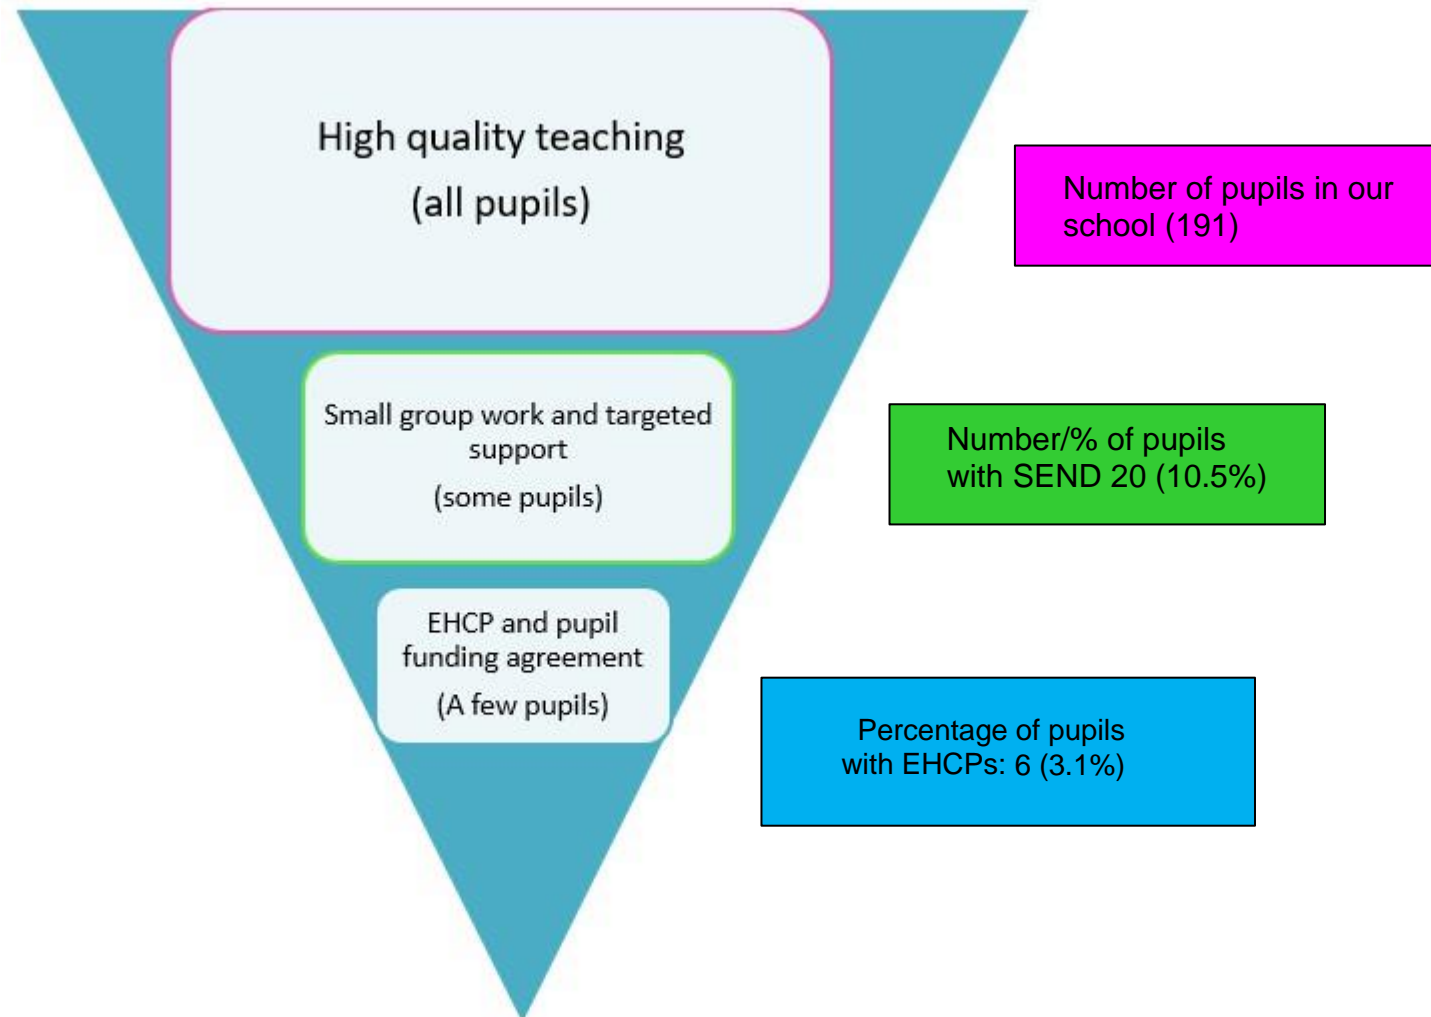 High quality teaching
(all pupils)
Number of pupils in our
school (191)
Small group work and targeted
support
(some pupils)
Number/% of pupils
with SEND 20 (10.5%)
EHCP and pupil
funding agreement
(A few pupils)
Percentage of pupils
with EHCPs: 6 (3.1%)